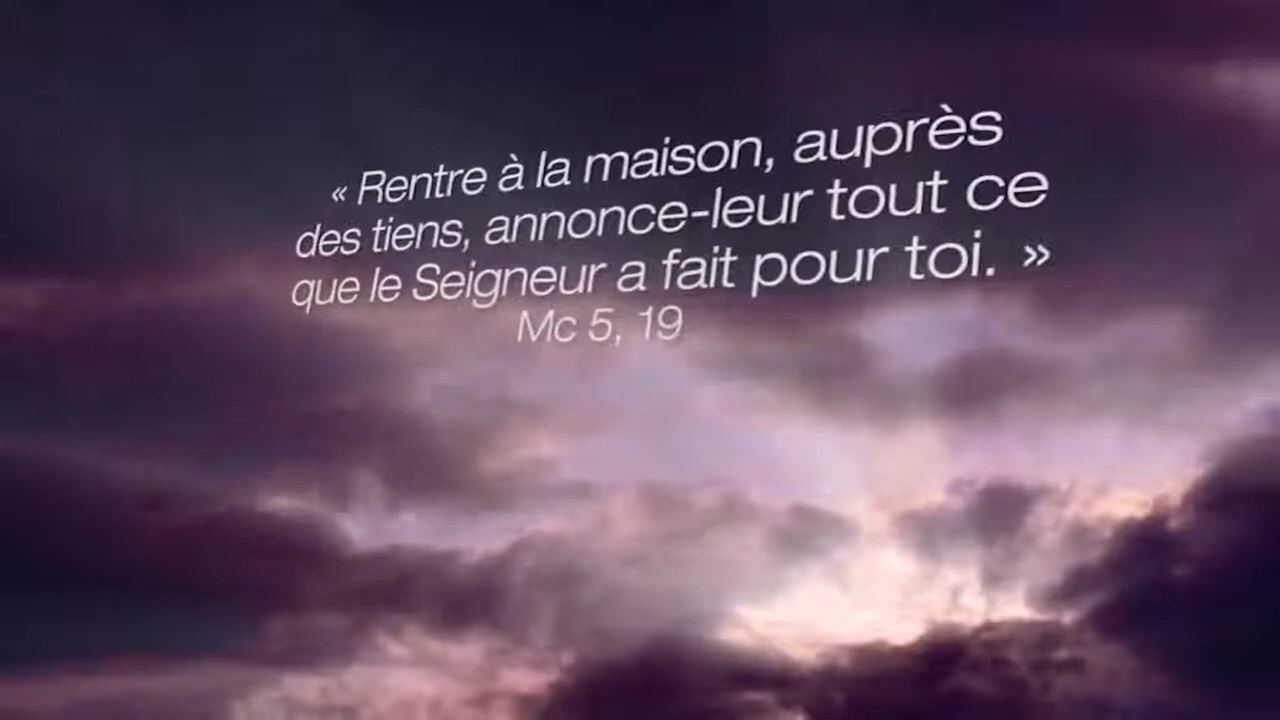 « Rentre à la maison, auprès
des tiens, annonce-leur tout ce
que le Seigneur a fait pour toi. »
Mc 5, 19